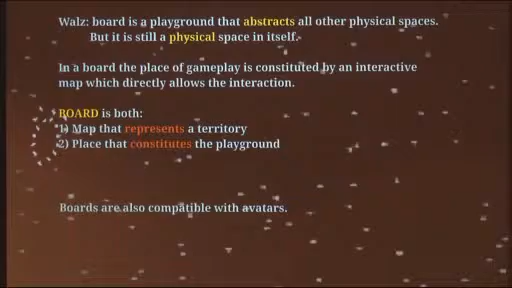 Walz: board is a playground that abstracts all other physical spaces.
But it is still a physical space in itself.
In a board the place of gameplay is constituted by an interactive
map which directly allows the interaction.
BOARD is both:
1) Map that represents a territory
2) Place that constitutes the playground
Boards are also compatible with avatars.